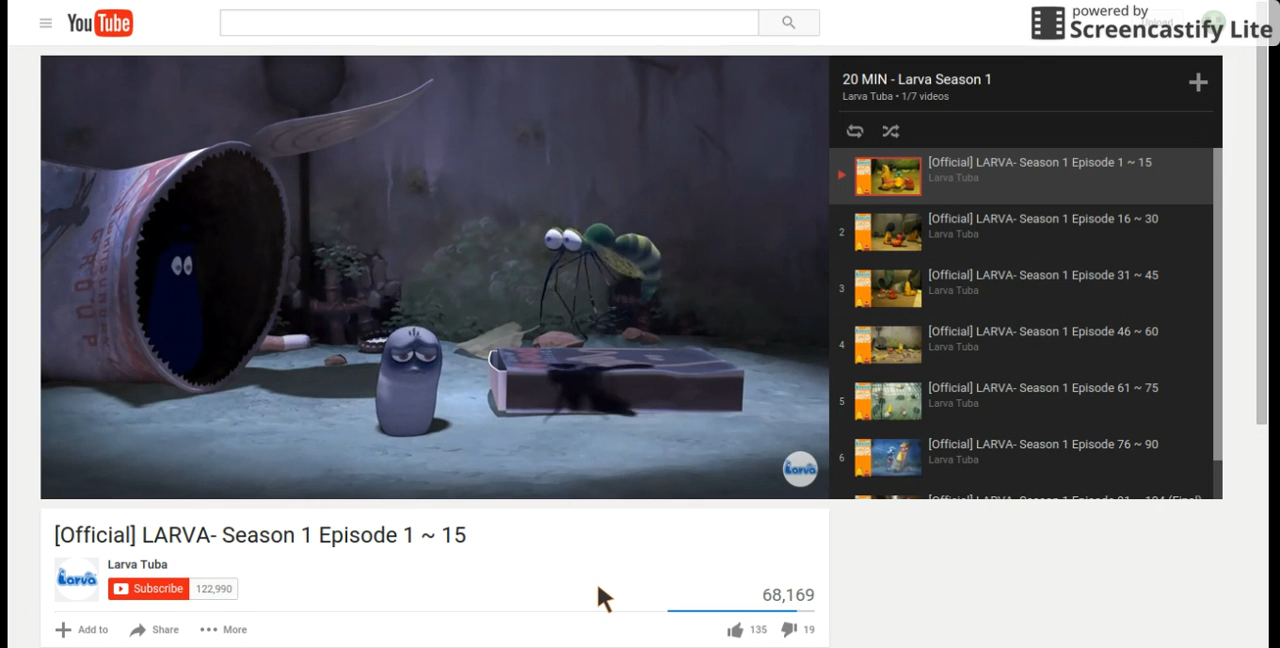 YouTube
powered by
Screencastify Lite
20 MIN - Larva Season 1
Larva Tuba • 1/7 videos
[Official] LARVA- Season 1 Episode 1 ~ 15
Larva Tuba
2
[Official] LARVA- Season 1 Episode 16 ~ 30
Larva Tuba
3
[Official] LARVA- Season 1 Episode 31 ~ 45
Larva Tuba
4
[Official] LARVA- Season 1 Episode 46 ~ 60
Larva Tuba
5
[Official] LARVA- Season 1 Episode 61 ~ 75
Larva Tuba
6
[Official] LARVA- Season 1 Episode 76 ~ 90
Larva Tuba
Larva
[Official] LARVA- Season 1 Episode 1 ~ 15
Larva
Larva Tuba
Subscribe 122,990
68,169
Add to Share More
135 19